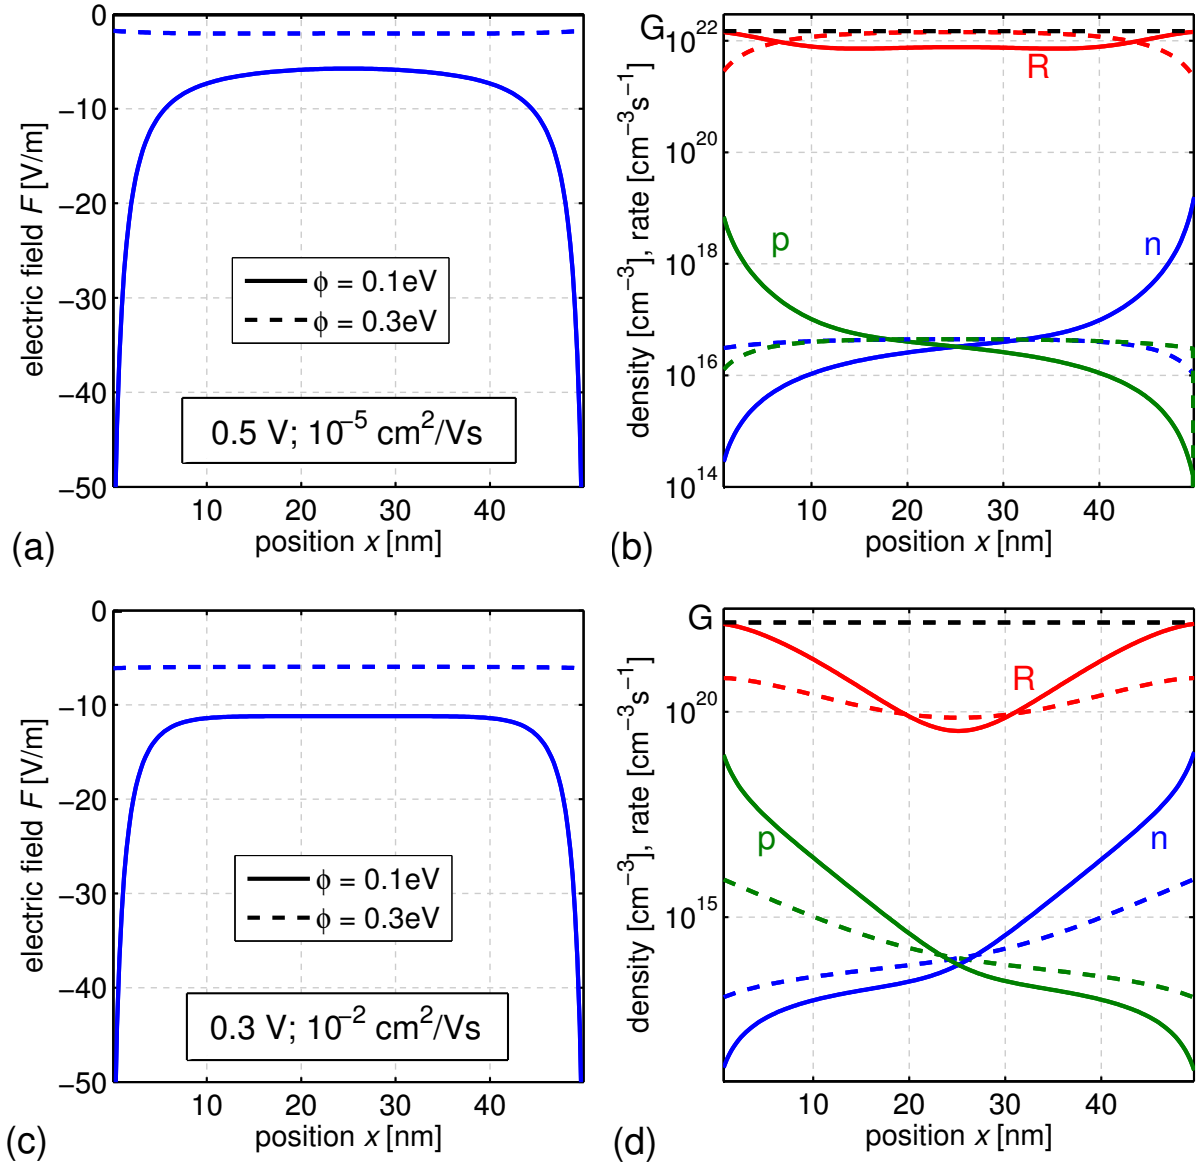 0
−10
−20
−30
−40
−50
electric field F [V/m]
10 20 30 40
position x [nm]
ϕ = 0.1eV
ϕ = 0.3eV
0.5 V; 10⁻⁵ cm²/Vs
(a)
G
10²²
10²⁰
10¹⁸
10¹⁶
10¹⁴
density [cm⁻³], rate [cm⁻³s⁻¹]
R
p
n
10 20 30 40
position x [nm]
(b)
0
−10
−20
−30
−40
−50
electric field F [V/m]
10 20 30 40
position x [nm]
ϕ = 0.1eV
ϕ = 0.3eV
0.3 V; 10⁻² cm²/Vs
(c)
G
10²⁰
10¹⁵
density [cm⁻³], rate [cm⁻³s⁻¹]
R
p
n
10 20 30 40
position x [nm]
(d)